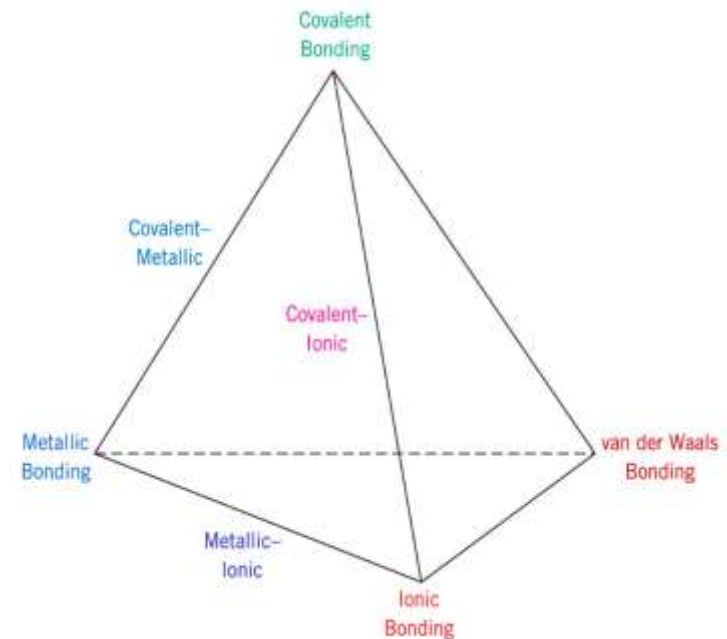 Covalent
Bonding
Covalent–
Metallic
Covalent–
Ionic
Metallic
Bonding
van der Waals
Bonding
Metallic–
Ionic
Ionic
Bonding